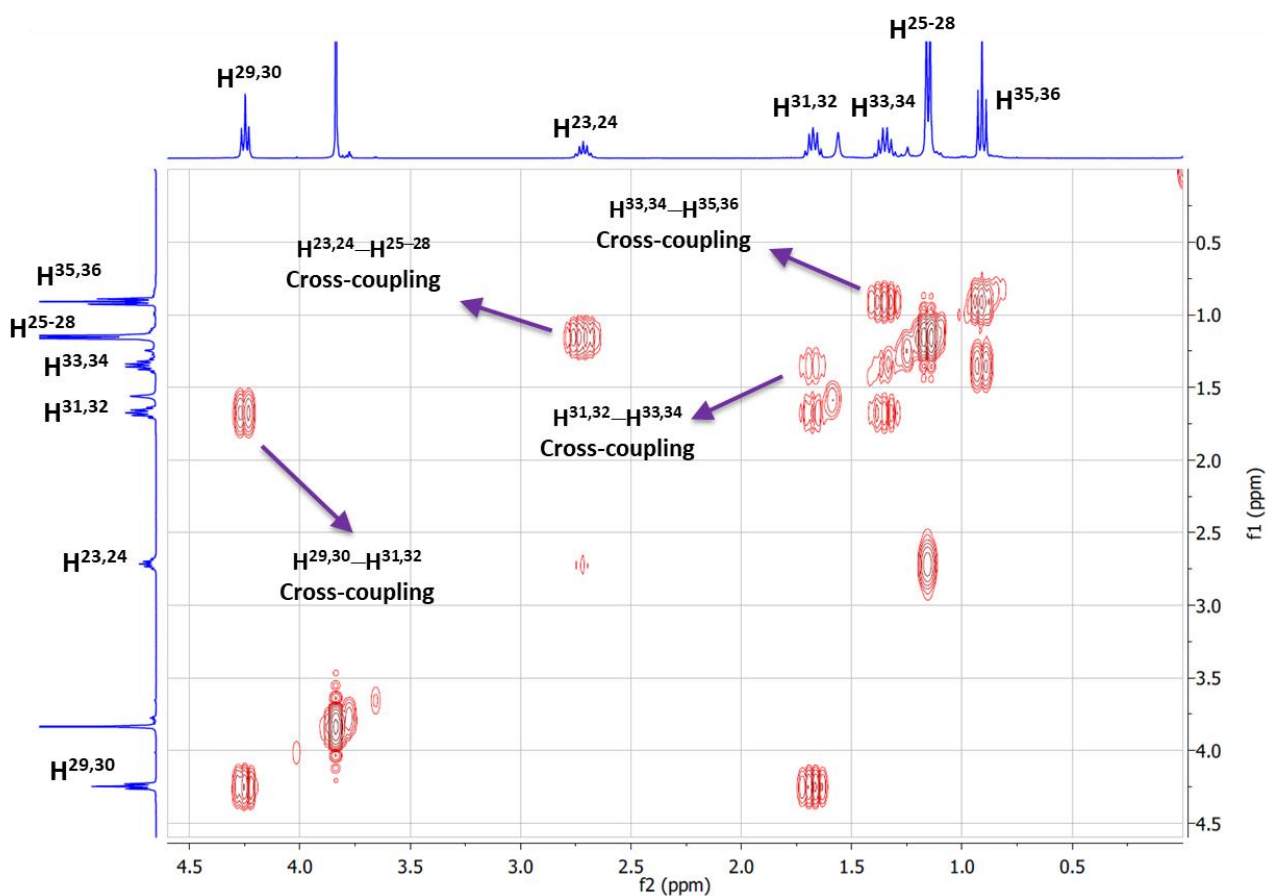 H25-28
H29,30
H31,32
H33,34
H35,36
H23,24
H33,34–H35,36
Cross-coupling
H23,24–H25–28
Cross-coupling
H35,36
H25-28
H33,34
H31,32
H31,32–H33,34
Cross-coupling
H23,24
H29,30–H31,32
Cross-coupling
H29,30
0.5
1.0
1.5
2.0
2.5
3.0
3.5
4.0
4.5
f1 (ppm)
4.5 4.0 3.5 3.0 2.5 2.0 1.5 1.0 0.5
f2 (ppm)